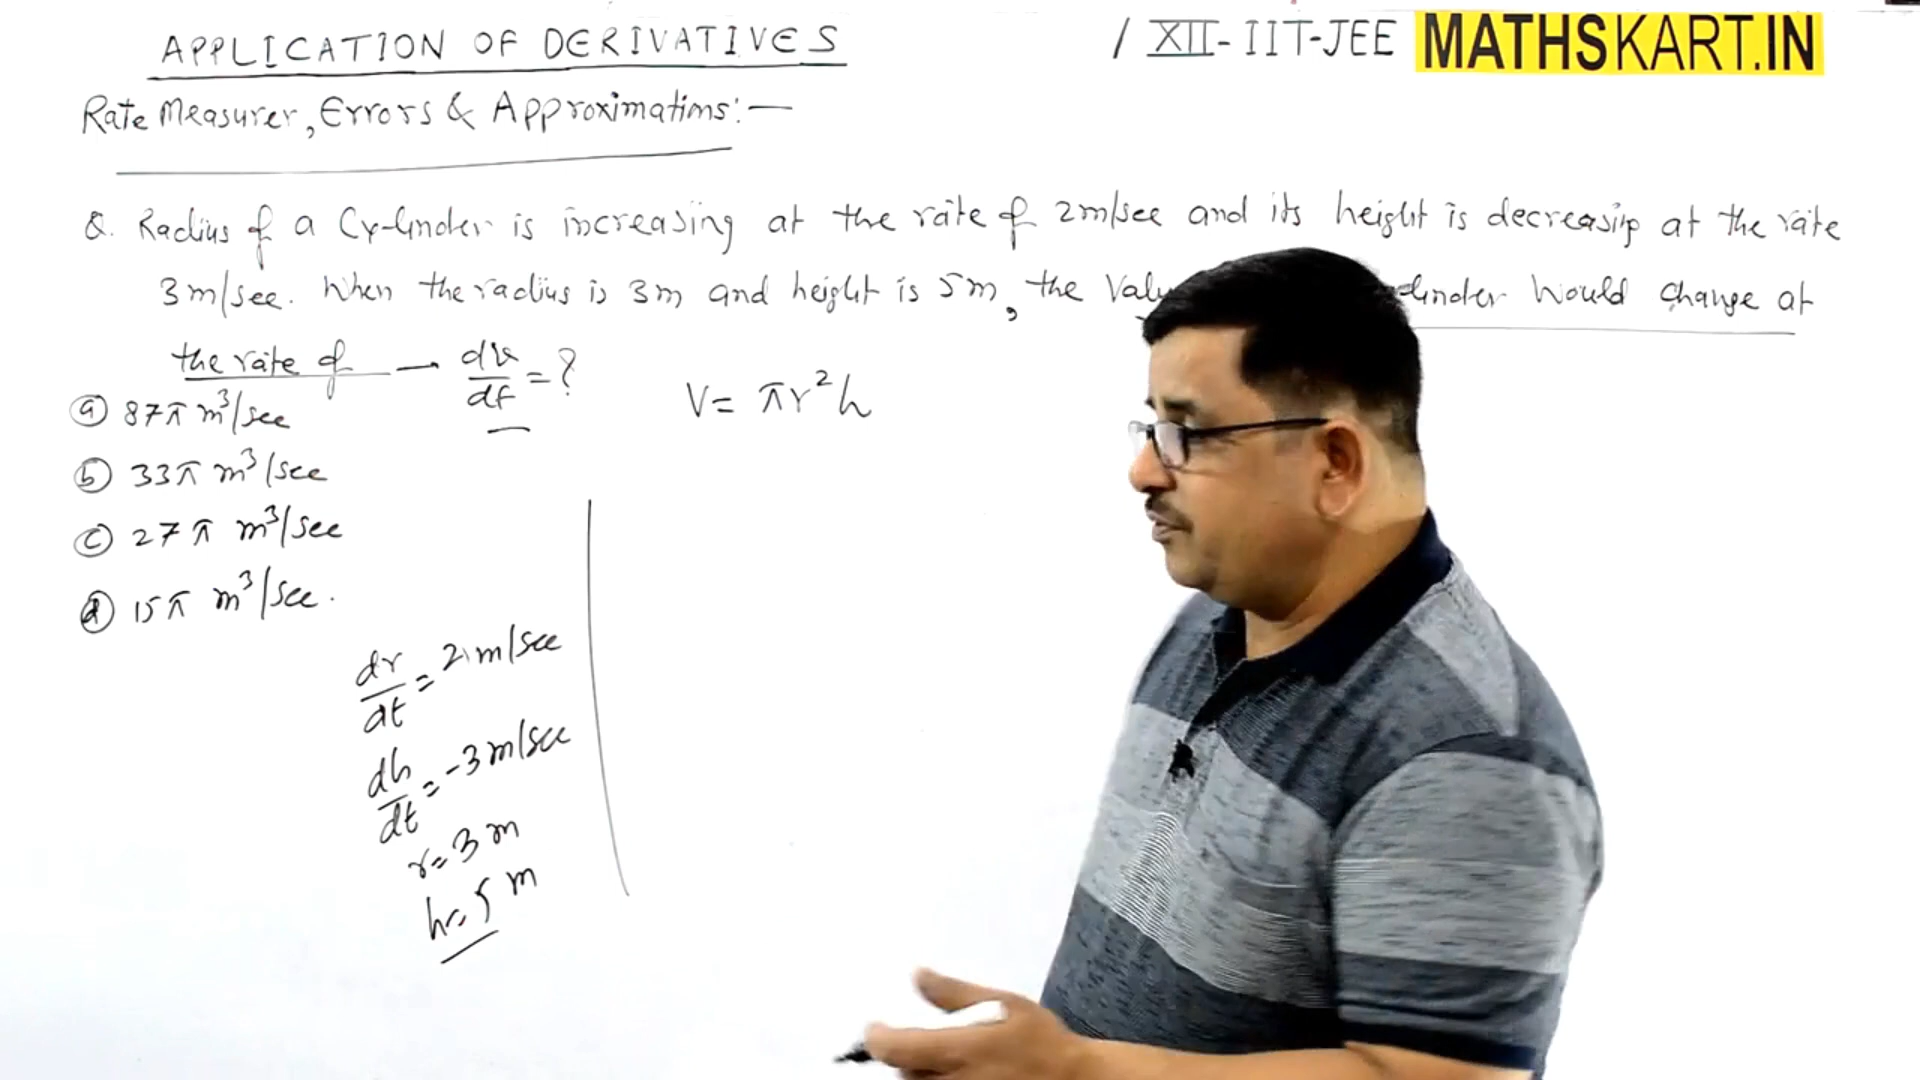 APPLICATION OF DERIVATIVES
/ XII-IIT-JEE MATHSKART.IN
Rate Measurer, Errors & Approximations:—
Q. Radius of a Cylinder is increasing at the rate of 2m/sec and its height is decreasing at the rate
3m/sec. When the radius is 3m and height is 5m, the Would change at
the rate of — dv/dt = ?
V = πr²h
(a) 87π m³/sec
(b) 33π m³/sec
(c) 27π m³/sec
(d) 15π m³/sec.
dr/dt = 2 m/sec
dh/dt = -3 m/sec
r = 3 m
h = 5 m